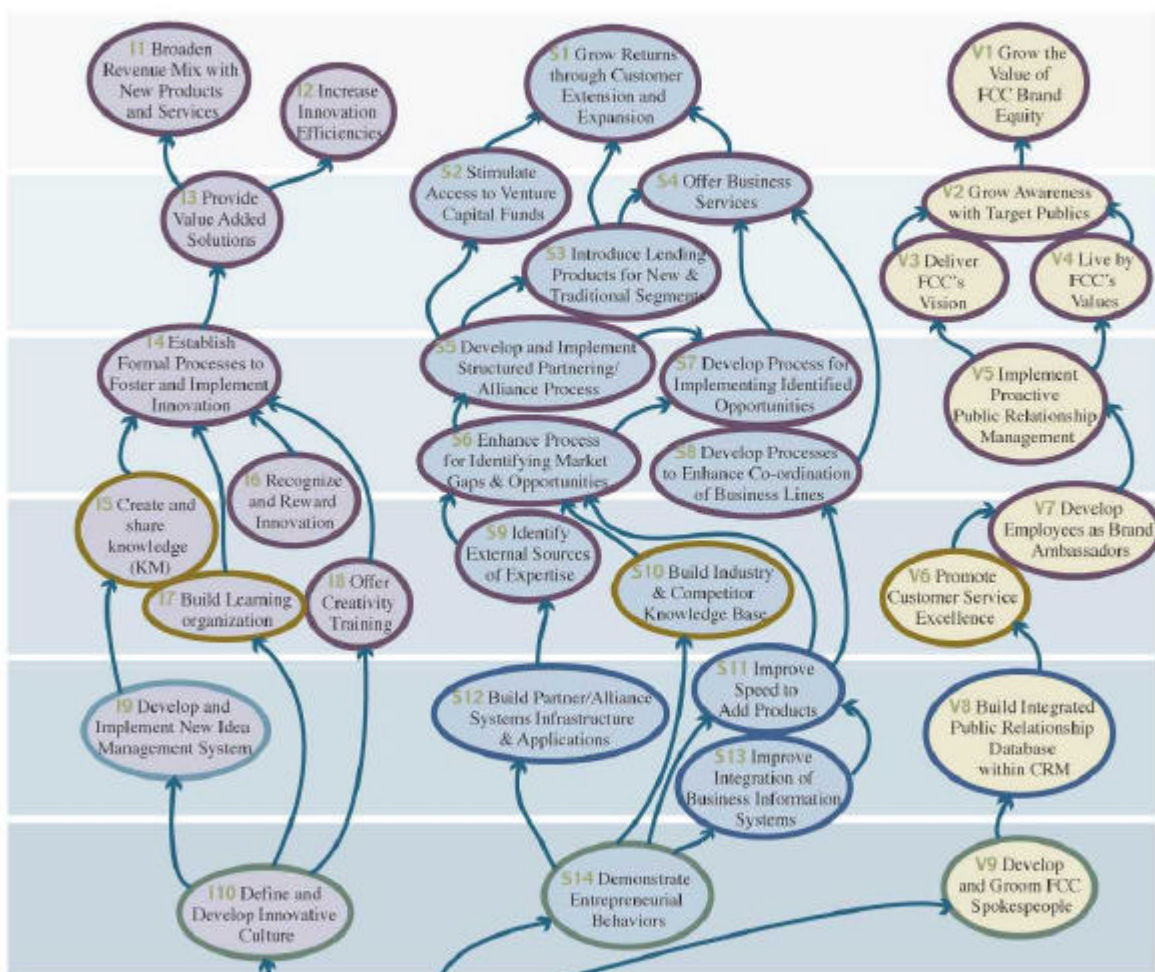 I1 Broaden
Revenue Mix with
New Products
and Services
I2 Increase
Innovation
Efficiencies
I3 Provide
Value Added
Solutions
I4 Establish
Formal Processes to
Foster and Implement
Innovation
I5 Create and
share
knowledge
(KM)
I6 Recognize
and Reward
Innovation
I7 Build Learning
organization
I8 Offer
Creativity
Training
I9 Develop and
Implement New Idea
Management System
I10 Define and
Develop Innovative
Culture
S1 Grow Returns
through Customer
Extension and
Expansion
S2 Stimulate
Access to Venture
Capital Funds
S4 Offer Business
Services
S3 Introduce Lending
Products for New &
Traditional Segments
S5 Develop and Implement
Structured Partnering/
Alliance Process
S7 Develop Process for
Implementing Identified
Opportunities
S6 Enhance Process
for Identifying Market
Gaps & Opportunities
S8 Develop Processes
to Enhance Co-ordination
of Business Lines
S9 Identify
External Sources
of Expertise
S10 Build Industry
& Competitor
Knowledge Base
S11 Improve
Speed to
Add Products
S12 Build Partner/Alliance
Systems Infrastructure
& Applications
S13 Improve
Integration of
Business Information
Systems
S14 Demonstrate
Entrepreneurial
Behaviors
V1 Grow the
Value of
FCC Brand
Equity
V2 Grow Awareness
with Target Publics
V3 Deliver
FCC's
Vision
V4 Live by
FCC's
Values
V5 Implement
Proactive
Public Relationship
Management
V7 Develop
Employees as Brand
Ambassadors
V6 Promote
Customer Service
Excellence
V8 Build Integrated
Public Relationship
Database
within CRM
V9 Develop
and Groom FCC
Spokespeople